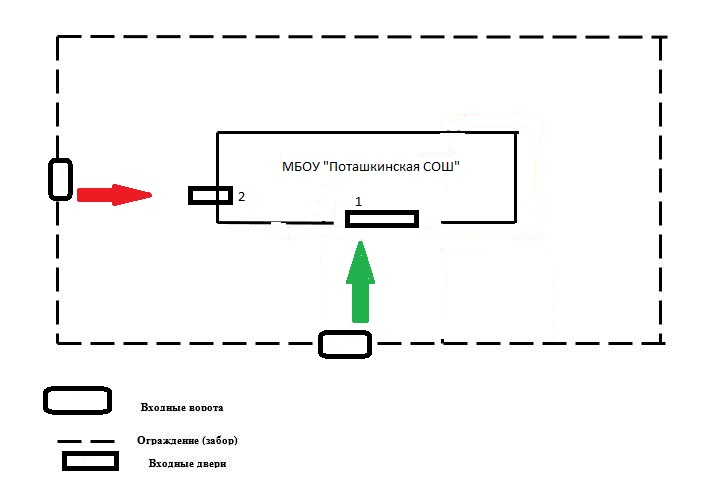 МБОУ "Поташкинская СОШ"
2
1
Входные ворота
Ограждение (забор)
Входные двери